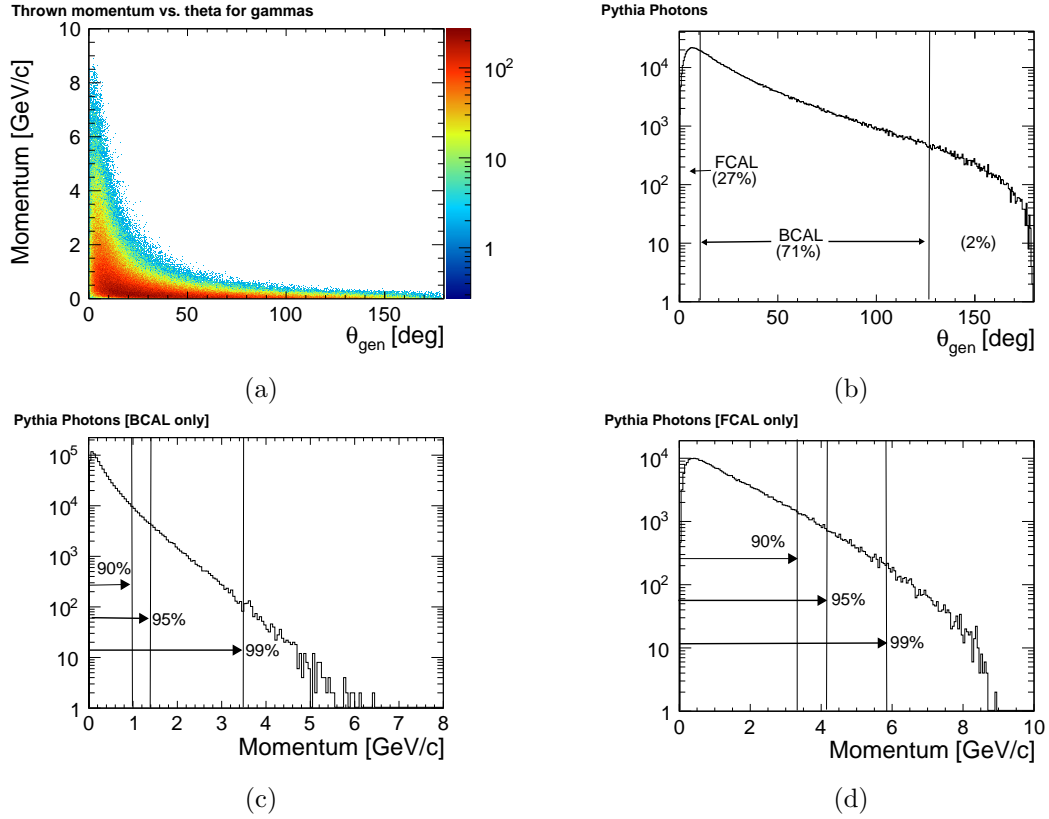 Thrown momentum vs. theta for gammas
Momentum [GeV/c]
10
8
6
4
2
0
0 50 100 150
θgen [deg]
10²
10
1
(a)
Pythia Photons
10⁴
10³
10²
10
1
FCAL
(27%)
BCAL
(71%)
(2%)
0 50 100 150
θgen [deg]
(b)
Pythia Photons [BCAL only]
10⁵
10⁴
10³
10²
10
1
90%
95%
99%
0 1 2 3 4 5 6 7 8
Momentum [GeV/c]
(c)
Pythia Photons [FCAL only]
10⁴
10³
10²
10
1
90%
95%
99%
0 2 4 6 8 10
Momentum [GeV/c]
(d)